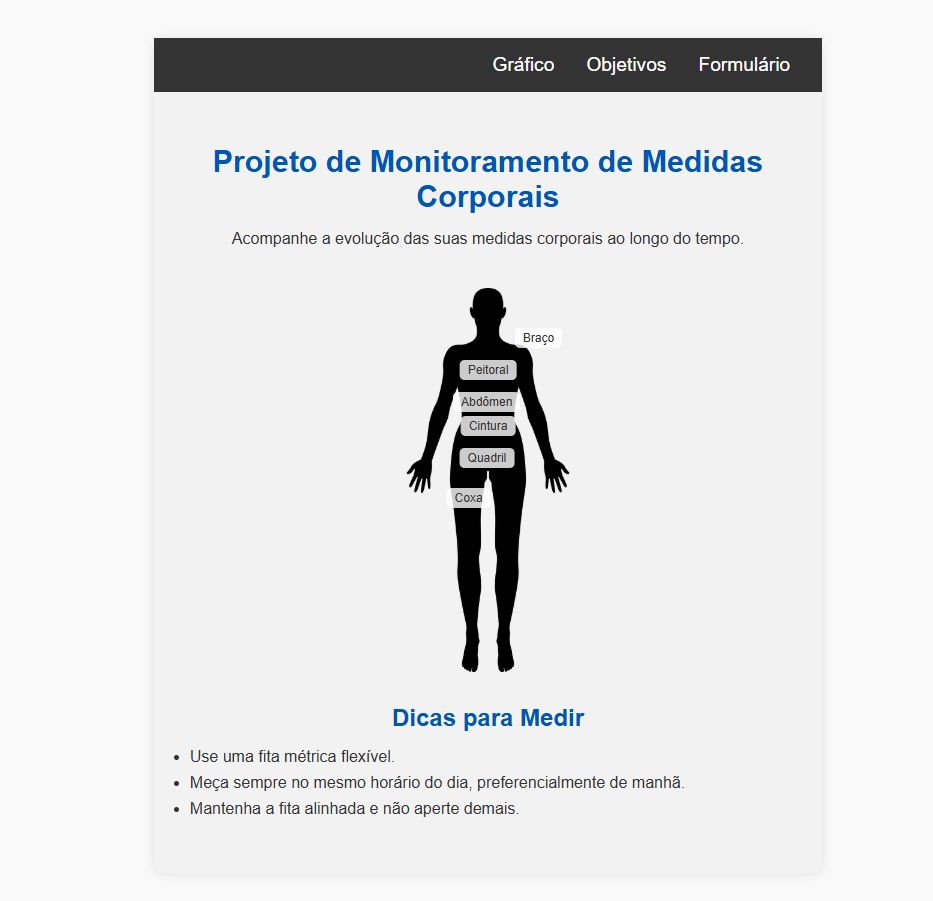 Gráfico Objetivos Formulário
Projeto de Monitoramento de Medidas
Corporais
Acompanhe a evolução das suas medidas corporais ao longo do tempo.
Braço
Peitoral
Abdômen
Cintura
Quadril
Coxa
Dicas para Medir
• Use uma fita métrica flexível.
• Meça sempre no mesmo horário do dia, preferencialmente de manhã.
• Mantenha a fita alinhada e não aperte demais.